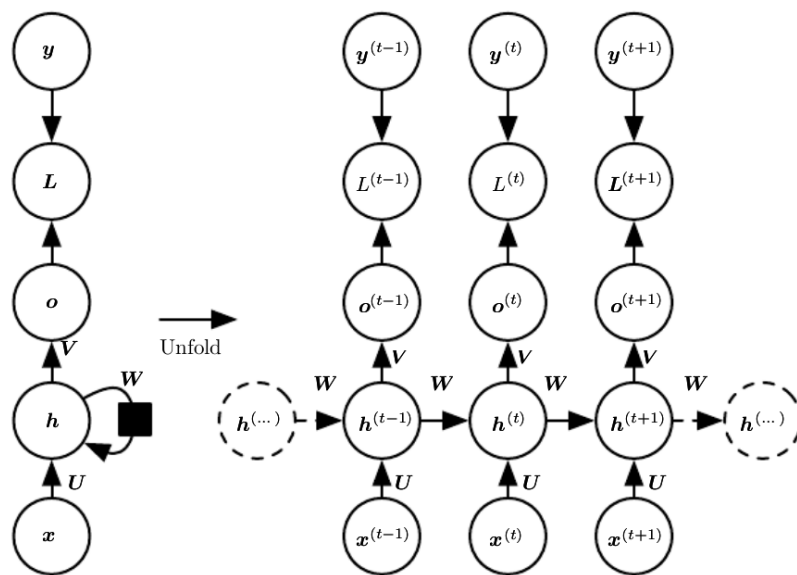 y y(t−1) y(t) y(t+1)
L L(t−1) L(t) L(t+1)
o o(t−1) o(t) o(t+1)
V Unfold V V V
W W W W W
h h(...) h(t−1) h(t) h(t+1) h(...)
U U U U
x x(t−1) x(t) x(t+1)